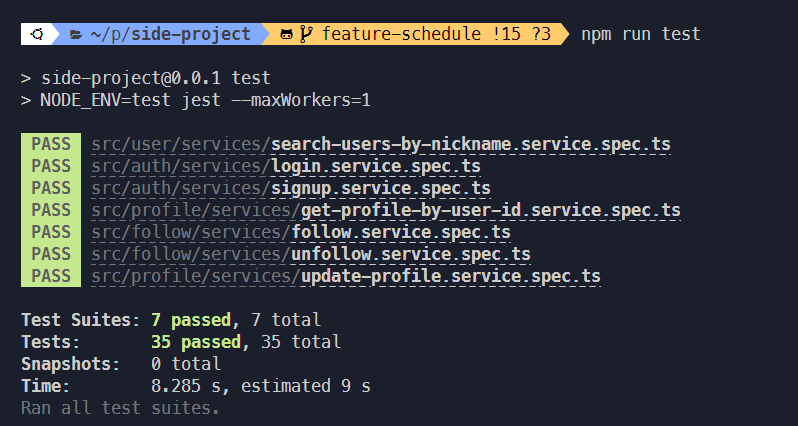 ~/p/side-project feature-schedule !15 ?3 npm run test
> side-project@0.0.1 test
> NODE_ENV=test jest --maxWorkers=1
PASS src/user/services/search-users-by-nickname.service.spec.ts
PASS src/auth/services/login.service.spec.ts
PASS src/auth/services/signup.service.spec.ts
PASS src/profile/services/get-profile-by-user-id.service.spec.ts
PASS src/follow/services/follow.service.spec.ts
PASS src/follow/services/unfollow.service.spec.ts
PASS src/profile/services/update-profile.service.spec.ts
Test Suites: 7 passed, 7 total
Tests: 35 passed, 35 total
Snapshots: 0 total
Time: 8.285 s, estimated 9 s
Ran all test suites.